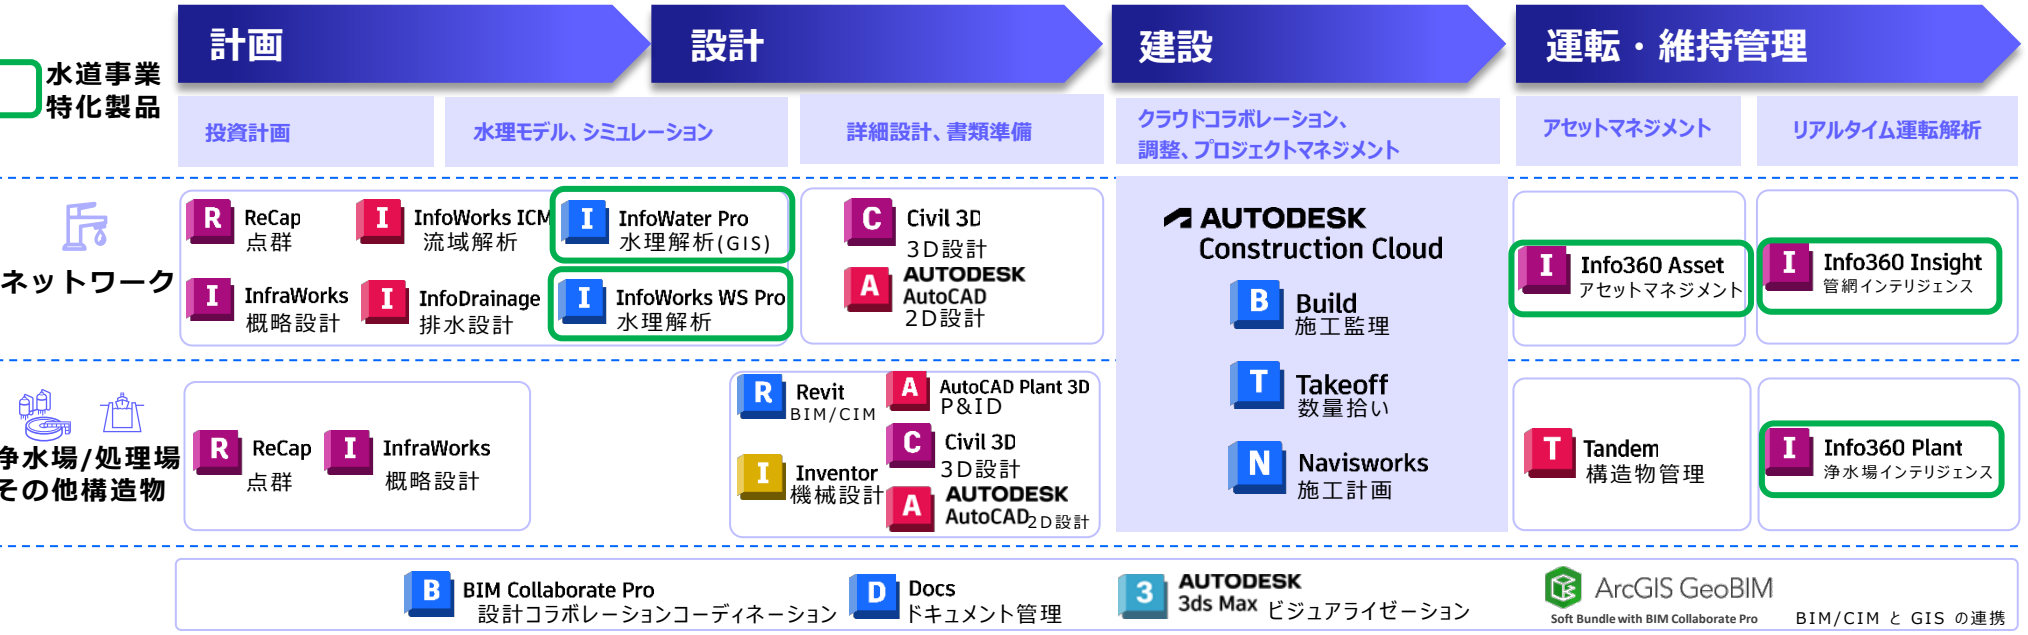 計画
設計
建設
運転・維持管理
水道事業
特化製品
投資計画
水理モデル、シミュレーション
詳細設計、書類準備
クラウドコラボレーション、
調整、プロジェクトマネジメント
アセットマネジメント
リアルタイム運転解析
ネットワーク
R ReCap
点群
I InfoWorks ICM
流域解析
I InfoWater Pro
水理解析(GIS)
I InfraWorks
概略設計
I InfoDrainage
排水設計
I InfoWorks WS Pro
水理解析
C Civil 3D
3D設計
A AUTODESK
AutoCAD
2D設計
AUTODESK
Construction Cloud
B Build
施工監理
T Takeoff
数量拾い
N Navisworks
施工計画
I Info360 Asset
アセットマネジメント
I Info360 Insight
管網インテリジェンス
浄水場/処理場
その他構造物
R ReCap
点群
I InfraWorks
概略設計
R Revit
BIM/CIM
A AutoCAD Plant 3D
P&ID
I Inventor
機械設計
C Civil 3D
3D設計
A AUTODESK
AutoCAD 2D設計
T Tandem
構造物管理
I Info360 Plant
浄水場インテリジェンス
B BIM Collaborate Pro
設計コラボレーションコーディネーション
D Docs
ドキュメント管理
3 AUTODESK
3ds Max ビジュアライゼーション
ArcGIS GeoBIM
Soft Bundle with BIM Collaborate Pro
BIM/CIM と GIS の連携